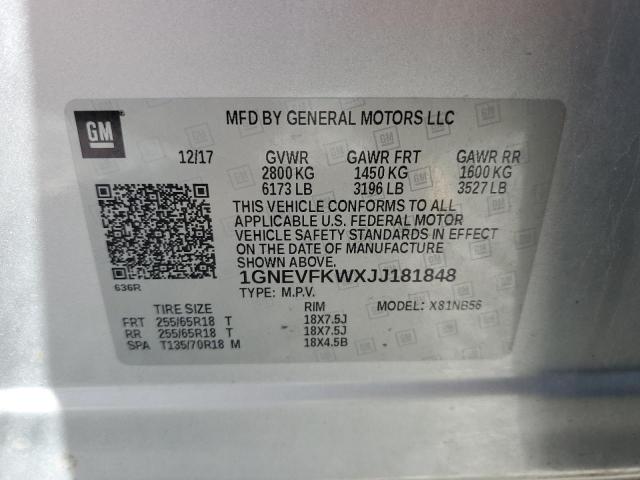 GM
MFD BY GENERAL MOTORS LLC
12/17 GVWR GAWR FRT GAWR RR
2800 KG 1450 KG 1600 KG
6173 LB 3196 LB 3527 LB
THIS VEHICLE CONFORMS TO ALL
APPLICABLE U.S. FEDERAL MOTOR
VEHICLE SAFETY STANDARDS IN EFFECT
ON THE DATE OF MANUFACTURE
SHOWN ABOVE.
636R
1GNEVFKWXJJ181848
TYPE: M.P.V. MODEL: X81NB56
TIRE SIZE RIM
FRT 255/65R18 T 18X7.5J
RR 255/65R18 T 18X7.5J
SPA T135/70R18 M 18X4.5B